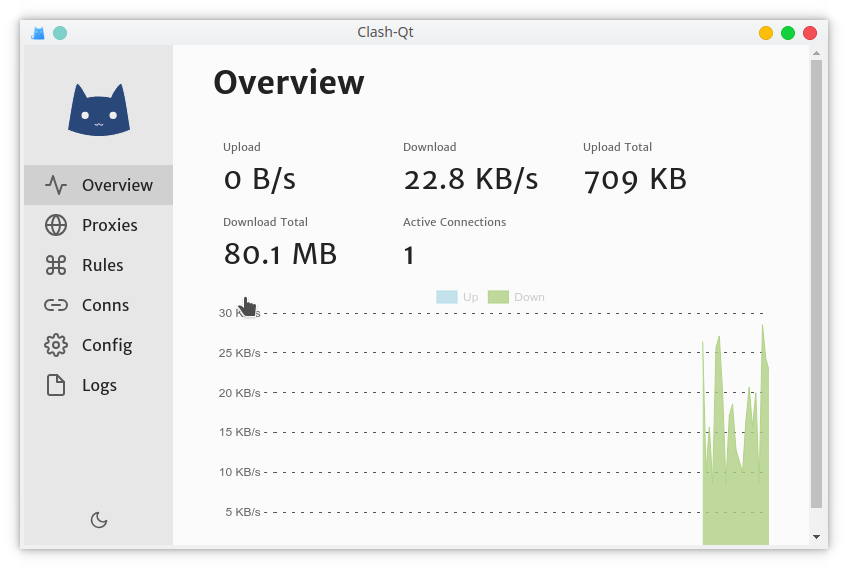 Clash-Qt
Overview
Proxies
Rules
Conns
Config
Logs
Overview
Upload
Download
Upload Total
0 B/s
22.8 KB/s
709 KB
Download Total
Active Connections
80.1 MB
1
Up
Down
30 KB/s
25 KB/s
20 KB/s
15 KB/s
10 KB/s
5 KB/s